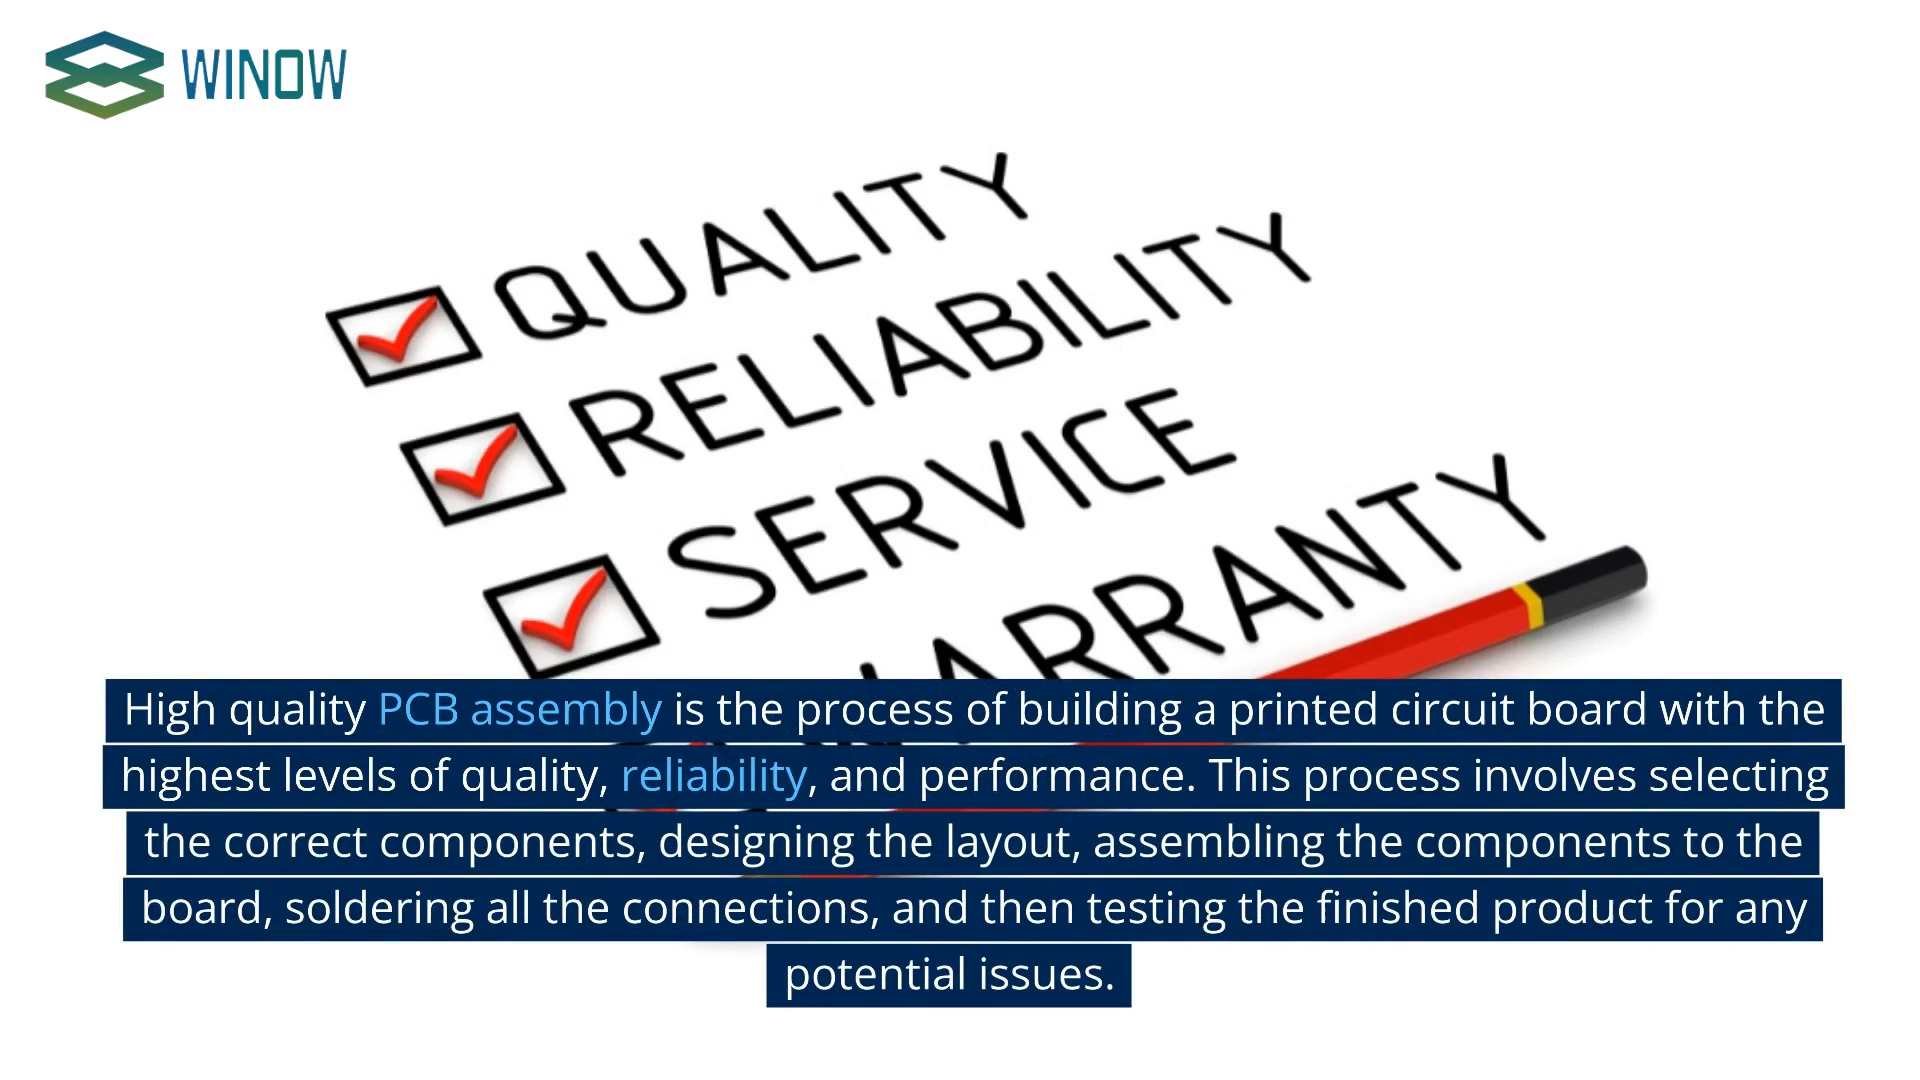 WINOW
QUALITY
RELIABILITY
SERVICE
WARRANTY
High quality PCB assembly is the process of building a printed circuit board with the
highest levels of quality, reliability, and performance. This process involves selecting
the correct components, designing the layout, assembling the components to the
board, soldering all the connections, and then testing the finished product for any
potential issues.